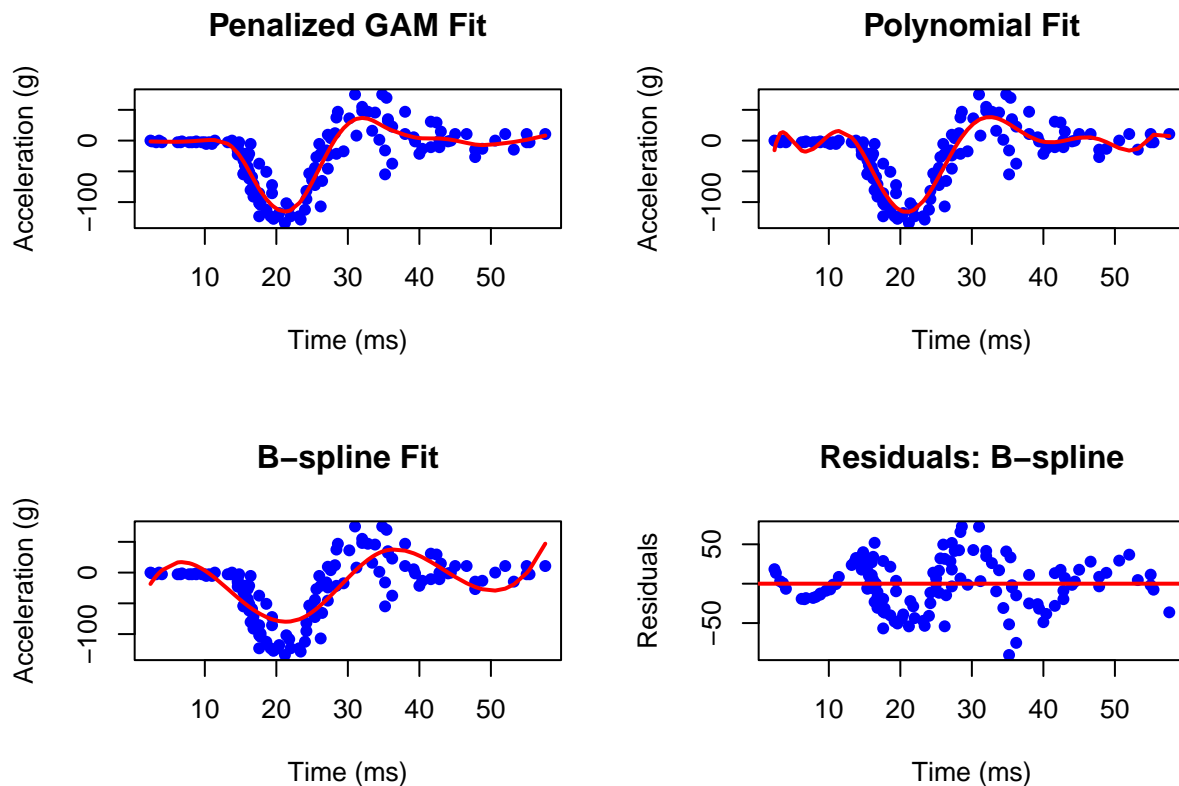 Penalized GAM Fit
Acceleration (g)
0
−100
10 20 30 40 50
Time (ms)
Polynomial Fit
Acceleration (g)
0
−100
10 20 30 40 50
Time (ms)
B−spline Fit
Acceleration (g)
0
−100
10 20 30 40 50
Time (ms)
Residuals: B−spline
Residuals
50
−50
10 20 30 40 50
Time (ms)